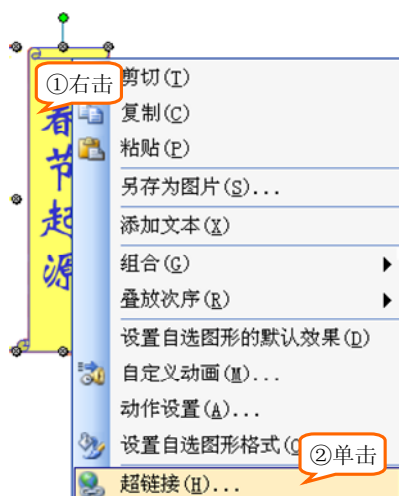 ①右击
春节起源
剪切(T)
复制(C)
粘贴(P)
另存为图片(S)...
添加文本(X)
组合(G)
叠放次序(R)
设置自选图形的默认效果(D)
自定义动画(M)...
动作设置(A)...
设置自选图形格式(O
②单击
超链接(H)...